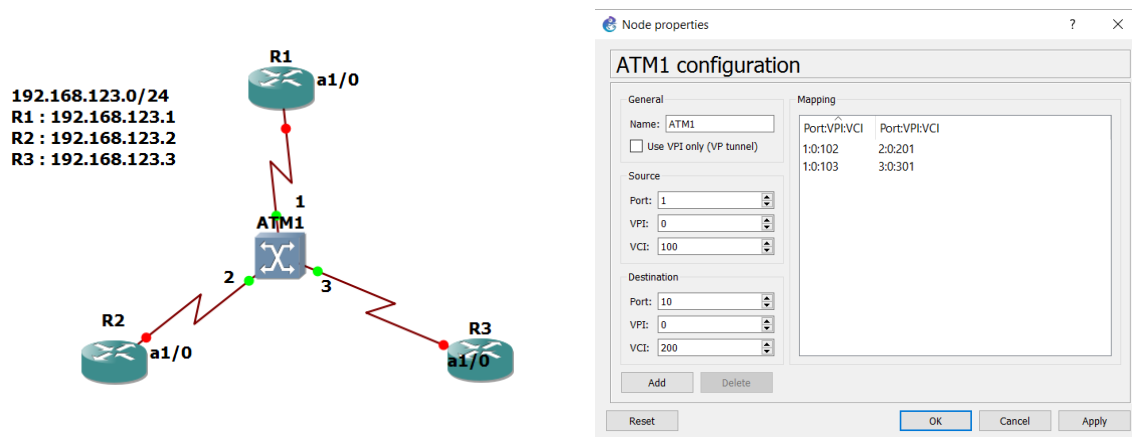 R1
a1/0
192.168.123.0/24
R1 : 192.168.123.1
R2 : 192.168.123.2
R3 : 192.168.123.3
1
ATM1
2
3
R2
a1/0
R3
a1/0
Node properties
?
ATM1 configuration
General
Name: ATM1
Use VPI only (VP tunnel)
Source
Port: 1
VPI: 0
VCI: 100
Destination
Port: 10
VPI: 0
VCI: 200
Add Delete
Mapping
Port:VPI:VCI Port:VPI:VCI
1:0:102 2:0:201
1:0:103 3:0:301
Reset OK Cancel Apply